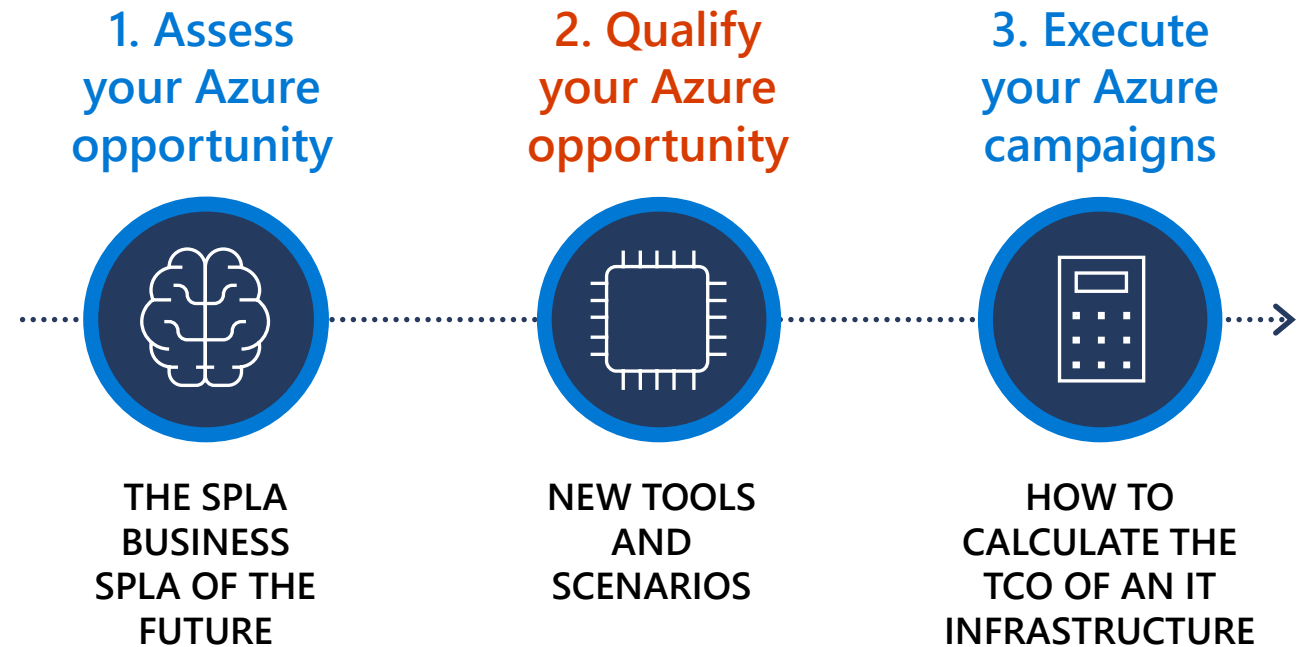 1. Assess
your Azure
opportunity
2. Qualify
your Azure
opportunity
3. Execute
your Azure
campaigns
THE SPLA
BUSINESS
SPLA OF THE
FUTURE
NEW TOOLS
AND
SCENARIOS
HOW TO
CALCULATE THE
TCO OF AN IT
INFRASTRUCTURE